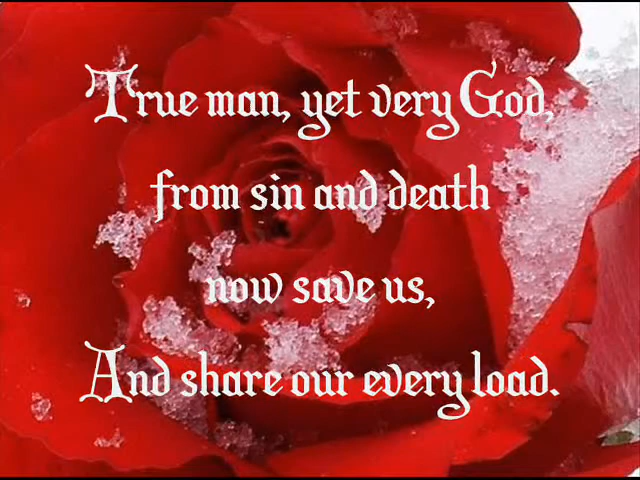 True man, yet very God,
from sin and death
now save us,
And share our every load.